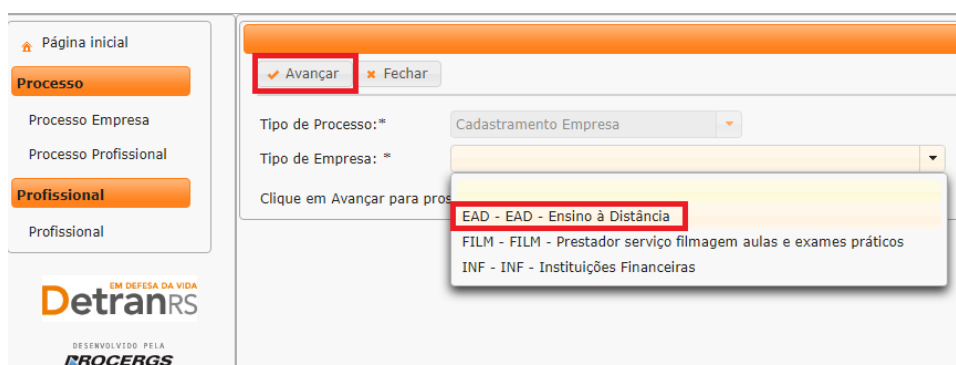 Página inicial
Processo
Processo Empresa
Processo Profissional
Profissional
Profissional
EM DEFESA DA VIDA
DetranRS
DESENVOLVIDO PELA
PROCERGS
Avançar
Fechar
Tipo de Processo:* Cadastramento Empresa
Tipo de Empresa: *
Clique em Avançar para pros
EAD - EAD - Ensino à Distância
FILM - FILM - Prestador serviço filmagem aulas e exames práticos
INF - INF - Instituições Financeiras